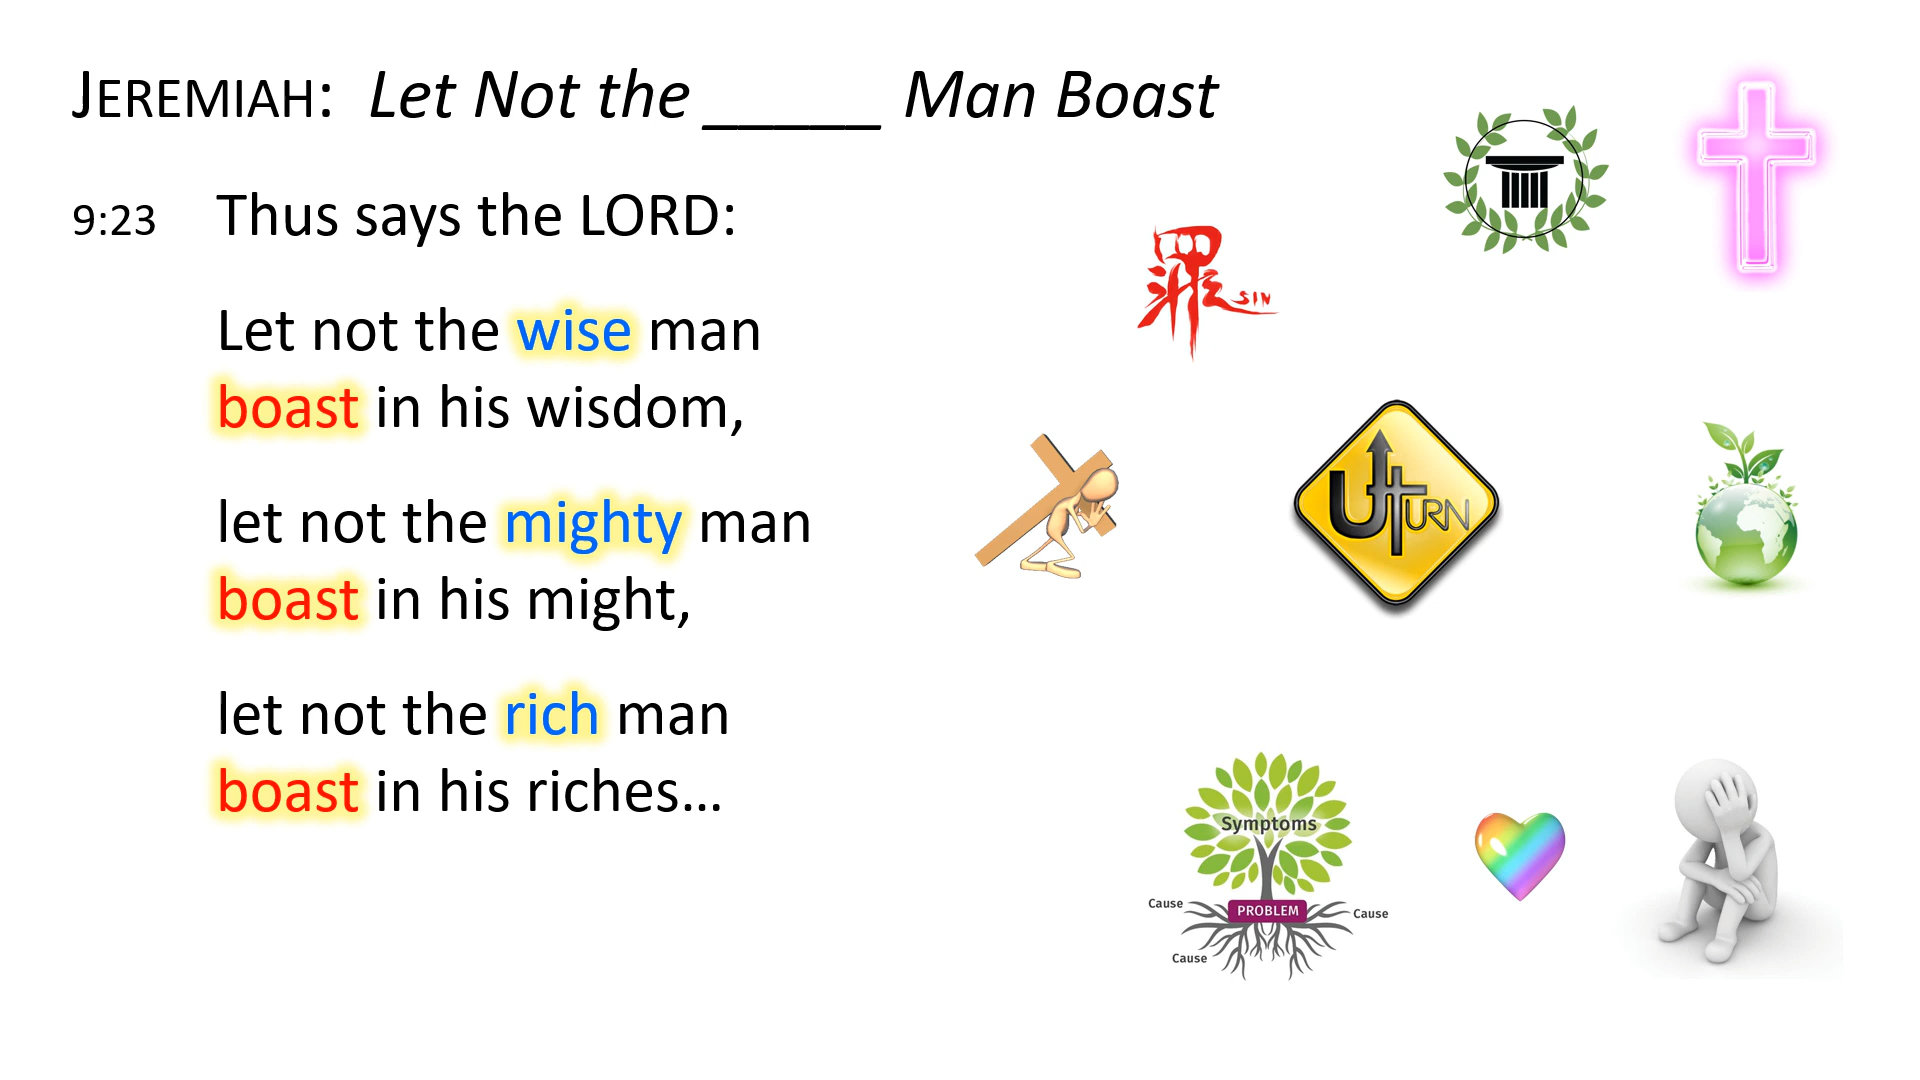 JEREMIAH: Let Not the _____ Man Boast
9:23 Thus says the LORD:
Let not the wise man
boast in his wisdom,
let not the mighty man
boast in his might,
let not the rich man
boast in his riches…
罪 SIN
U TURN
Symptoms
PROBLEM
Cause
Cause
Cause